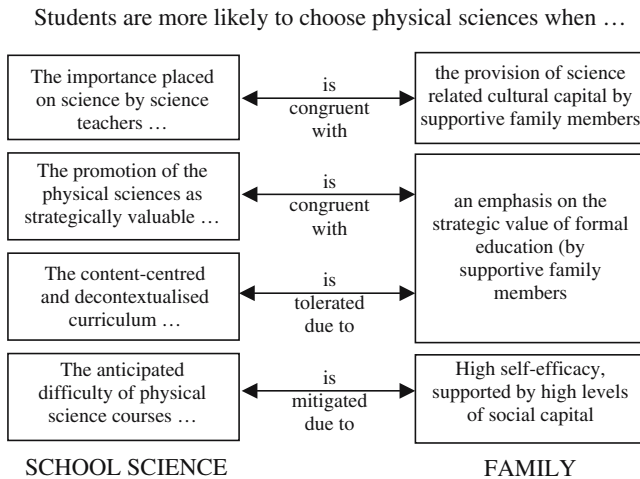 Students are more likely to choose physical sciences when …
The importance placed
on science by science
teachers …
is
congruent
with
the provision of science
related cultural capital by
supportive family members
The promotion of the
physical sciences as
strategically valuable …
is
congruent
with
an emphasis on the
strategic value of formal
education (by
supportive family
members
The content-centred
and decontextualised
curriculum …
is
tolerated
due to
The anticipated
difficulty of physical
science courses …
is
mitigated
due to
High self-efficacy,
supported by high levels
of social capital
SCHOOL SCIENCE
FAMILY